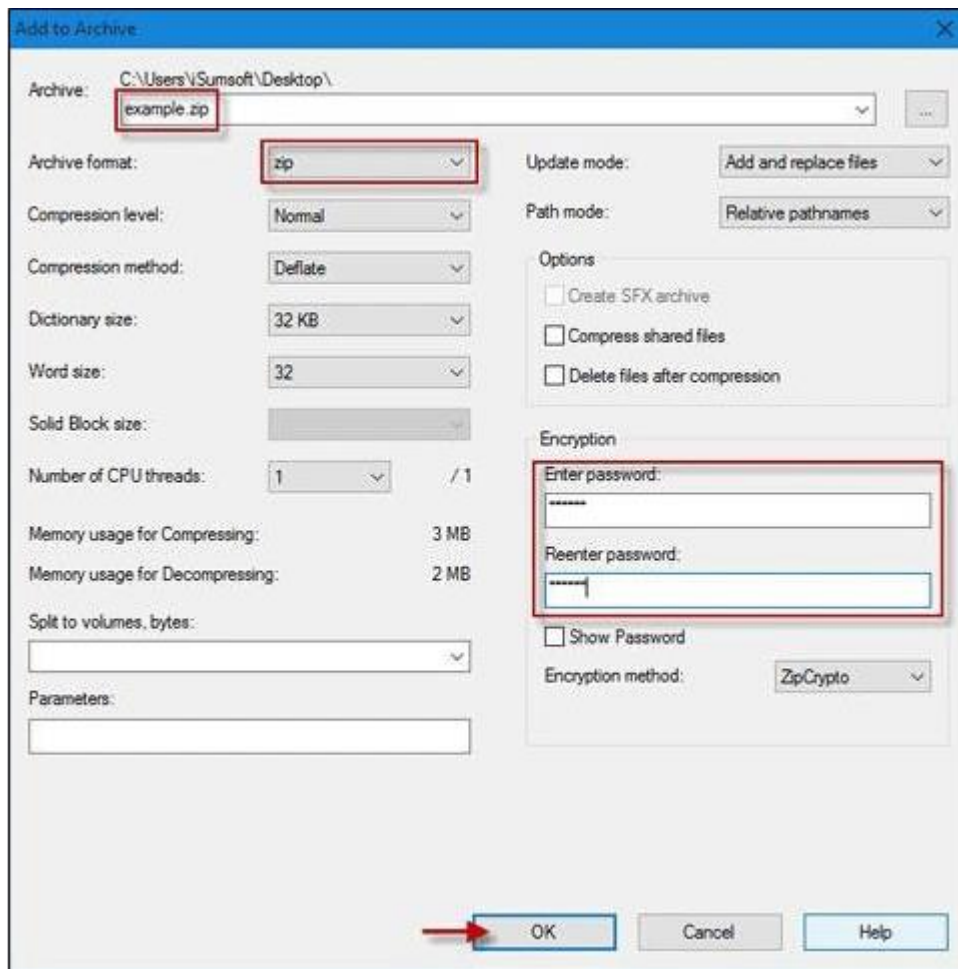 Add to Archive
Archive:
C:\Users\iSumsoft\Desktop\
example.zip
...
Archive format:
zip
Update mode:
Add and replace files
Compression level:
Normal
Path mode:
Relative pathnames
Compression method:
Deflate
Options
Create SFX archive
Dictionary size:
32 KB
Compress shared files
Word size:
32
Delete files after compression
Solid Block size:
Encryption
Number of CPU threads:
1
/ 1
Enter password:
Memory usage for Compressing:
3 MB
Reenter password:
Memory usage for Decompressing:
2 MB
Split to volumes, bytes:
Show Password
Encryption method:
ZipCrypto
Parameters:
OK
Cancel
Help